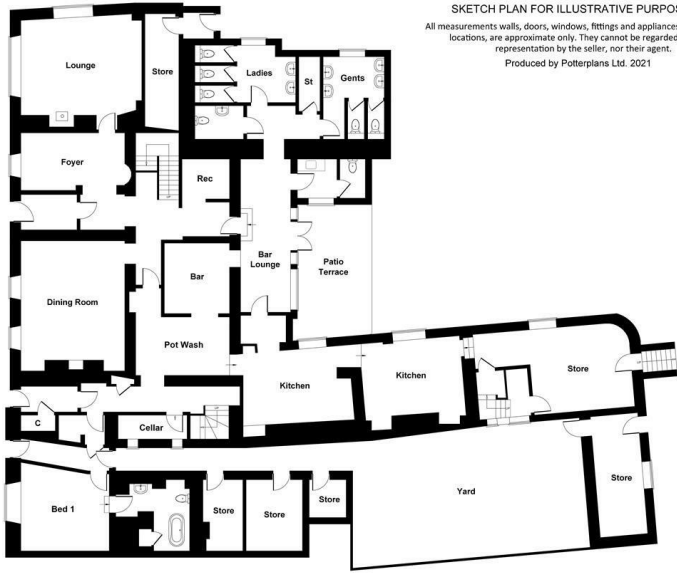 SKETCH PLAN FOR ILLUSTRATIVE PURPOS
All measurements walls, doors, windows, fittings and appliances
locations, are approximate only. They cannot be regarded
representation by the seller, nor their agent.
Produced by Potterplans Ltd. 2021
Lounge
Store
Ladies
St
Gents
Foyer
Rec
Bar
Lounge
Patio
Terrace
Bar
Dining Room
Pot Wash
Kitchen
Kitchen
Store
C
Cellar
Bed 1
Store
Store
Store
Yard
Store